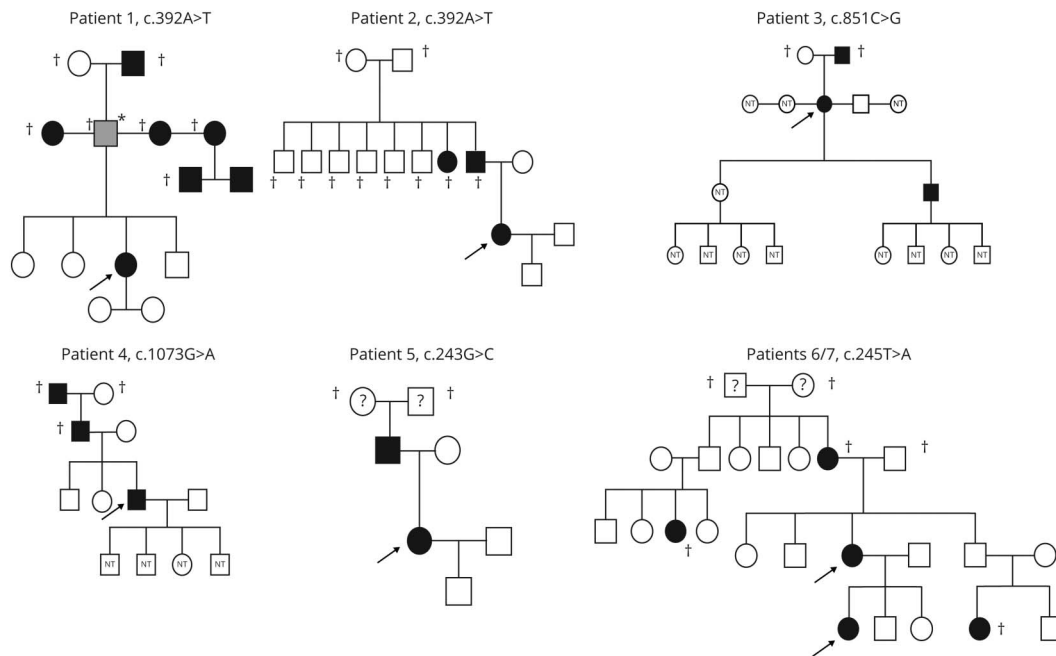 Patient 1, c.392A>T
Patient 2, c.392A>T
Patient 3, c.851C>G
† †
† †
† †
† † * † †
†
NT NT NT
† † † † † † † †
NT
NT NT NT NT NT NT NT NT
Patient 4, c.1073G>A
Patient 5, c.243G>C
Patients 6/7, c.245T>A
† †
†
† ? ? †
† ? ? †
† †
†
NT NT NT NT
†